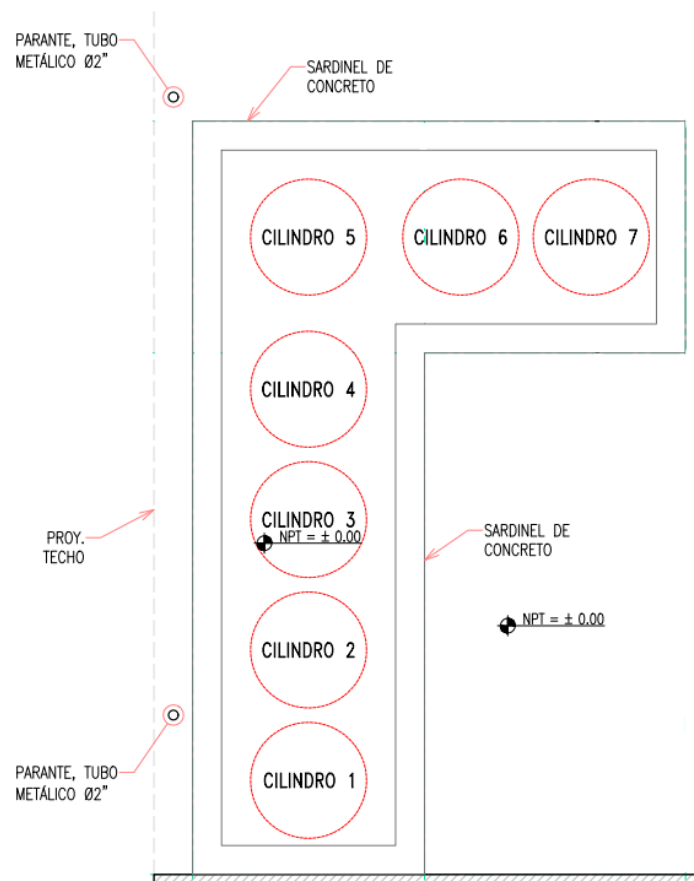 PARANTE, TUBO
METÁLICO Ø2"
SARDINEL DE
CONCRETO
CILINDRO 5
CILINDRO 6
CILINDRO 7
CILINDRO 4
CILINDRO 3
NPT = ± 0.00
PROY.
TECHO
SARDINEL DE
CONCRETO
NPT = ± 0.00
CILINDRO 2
CILINDRO 1
PARANTE, TUBO
METÁLICO Ø2"